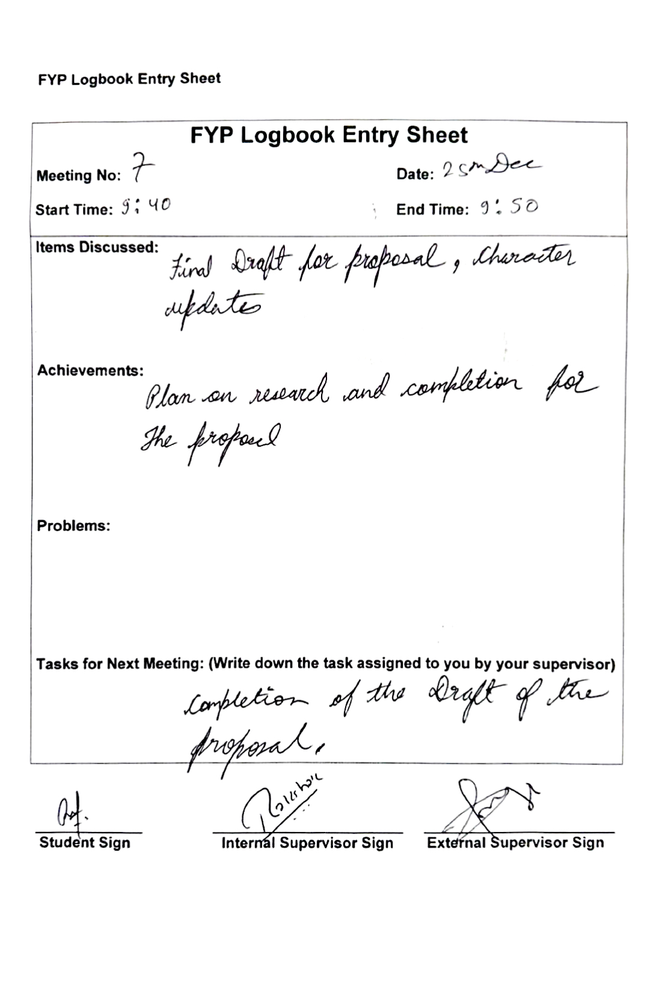 FYP Logbook Entry Sheet
FYP Logbook Entry Sheet
Meeting No: 7 Date: 25th Dec
Start Time: 9:40 End Time: 9:50
Items Discussed:
Final Draft for proposal, Character
updates
Achievements:
Plan on research and completion for
the proposal
Problems:
Tasks for Next Meeting: (Write down the task assigned to you by your supervisor)
Completion of the Draft of the
proposal.
Student Sign Internal Supervisor Sign External Supervisor Sign